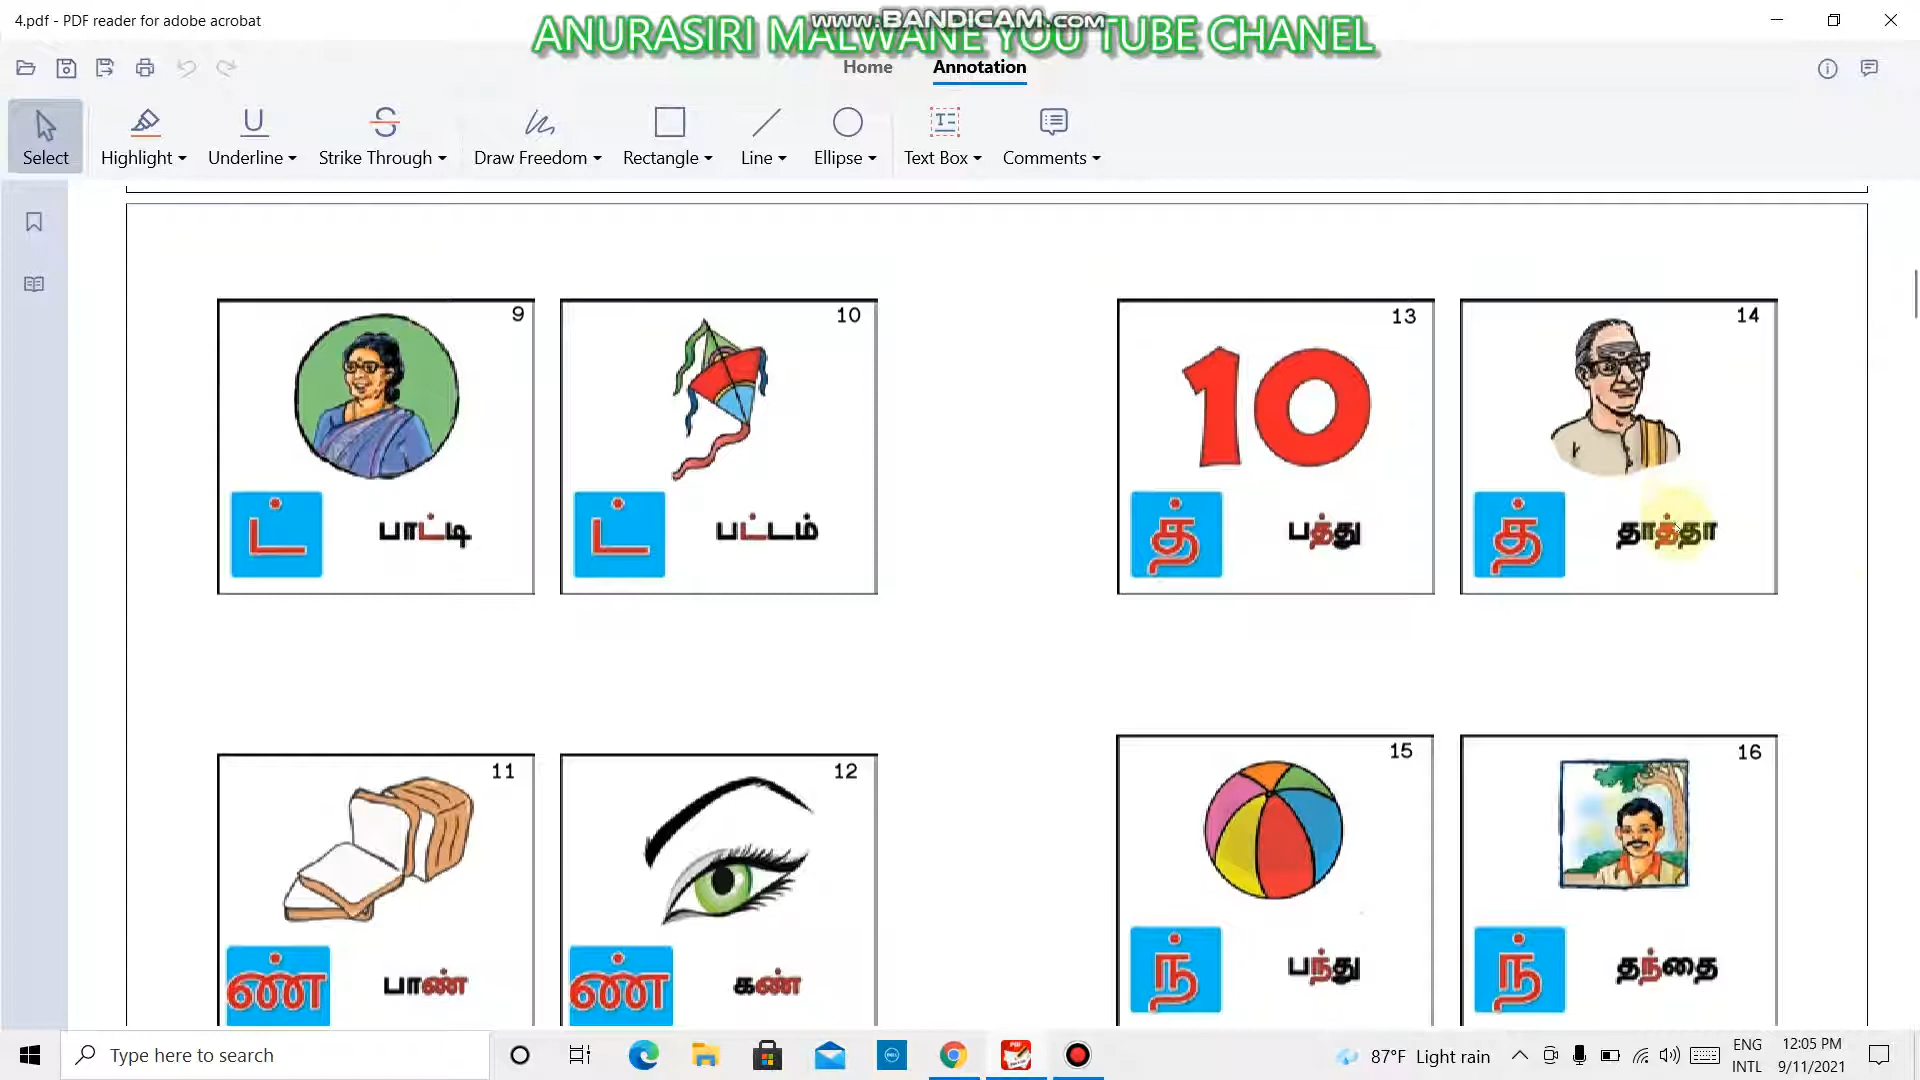 4.pdf - PDF reader for adobe acrobat
www.BANDICAM.com
ANURASIRI MALWANE YOU TUBE CHANEL
Home Annotation
Select Highlight Underline Strike Through Draw Freedom Rectangle Line Ellipse Text Box Comments
9 10 13 14
10
ட் பாட்டி ட் பட்டம் த் பத்து த் தாத்தா
11 12 15 16
ண் பாண் ண் கண் ந் பந்து ந் தந்தை
Type here to search
87°F Light rain
ENG
INTL
12:05 PM
9/11/2021